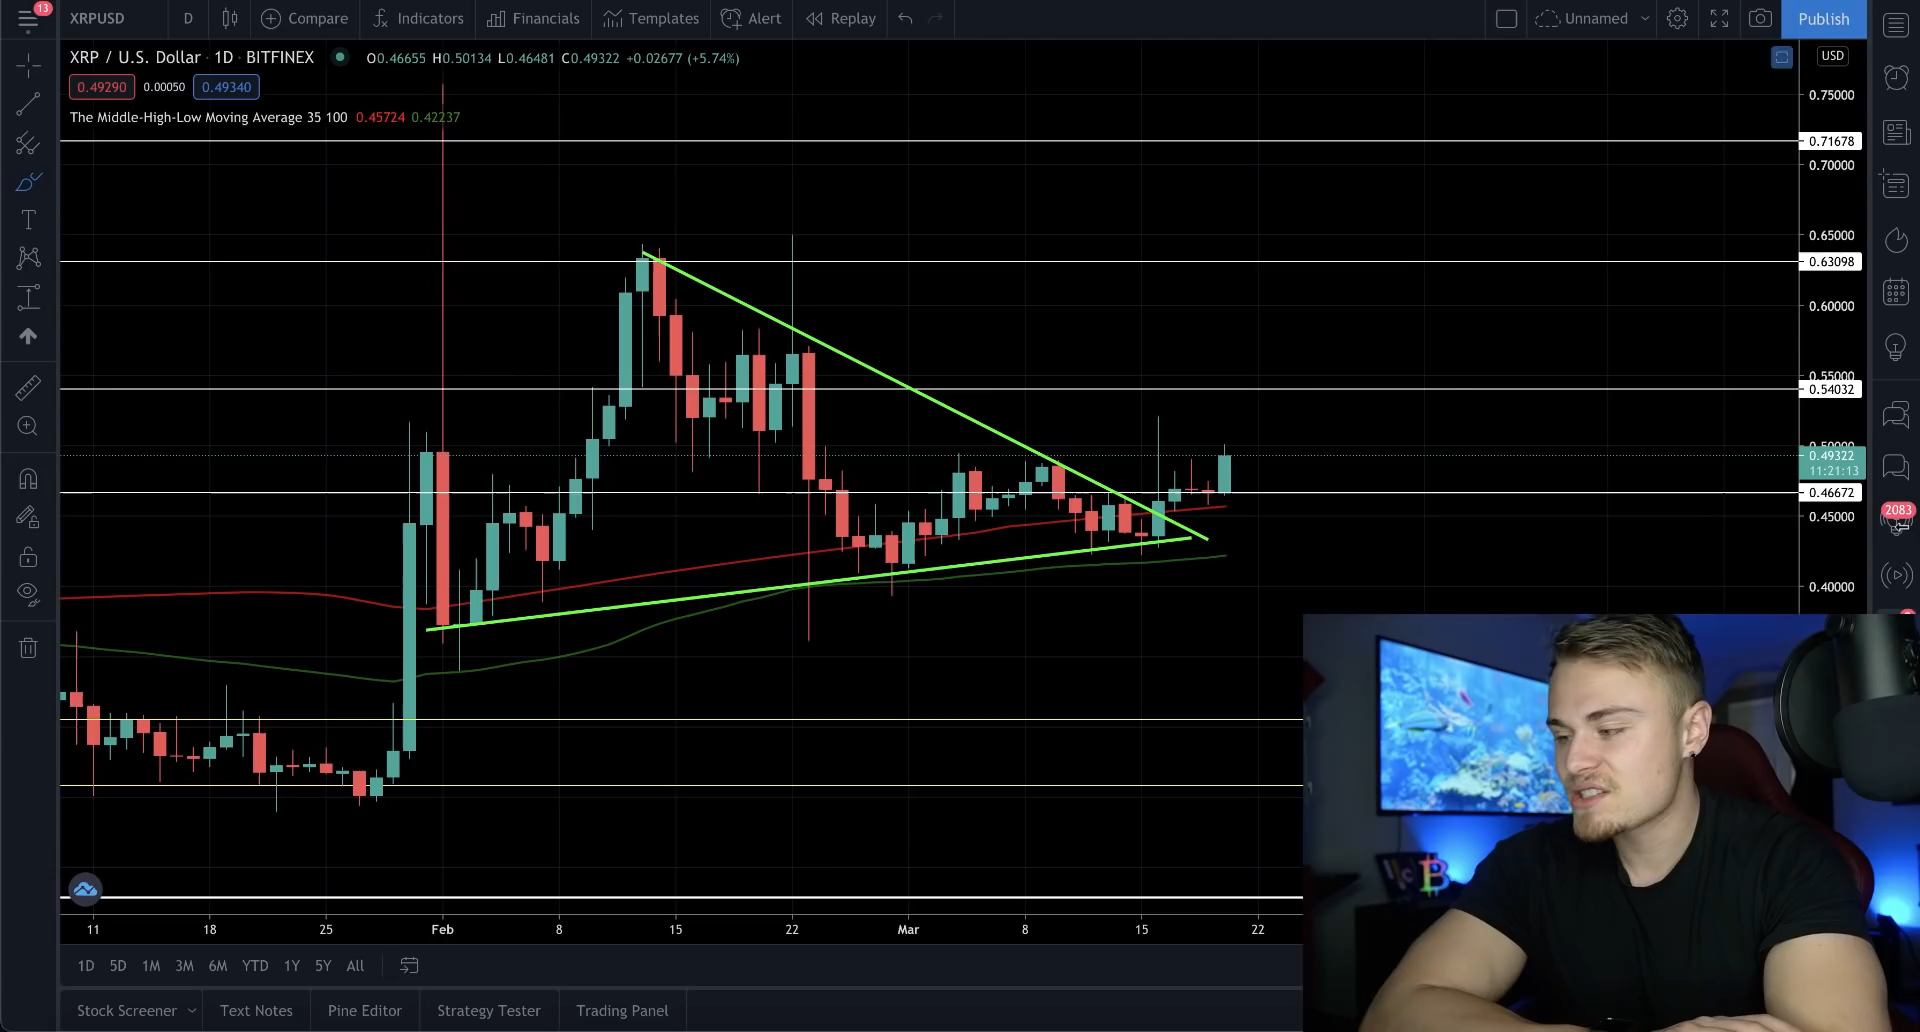 13
XRPUSD D Compare Indicators Financials Templates Alert Replay Unnamed Publish
XRP / U.S. Dollar · 1D · BITFINEX O0.46655 H0.50134 L0.46481 C0.49322 +0.02677 (+5.74%) USD
0.49290 0.00050 0.49340
The Middle-High-Low Moving Average 35 100 0.45724 0.42237
0.75000
0.71678
0.70000
0.65000
0.63098
0.60000
0.55000
0.54032
0.50000
0.49322
11:21:13
0.46672
0.45000
0.40000
2083
11 18 25 Feb 8 15 22 Mar 8 15 22
1D 5D 1M 3M 6M YTD 1Y 5Y All
Stock Screener Text Notes Pine Editor Strategy Tester Trading Panel